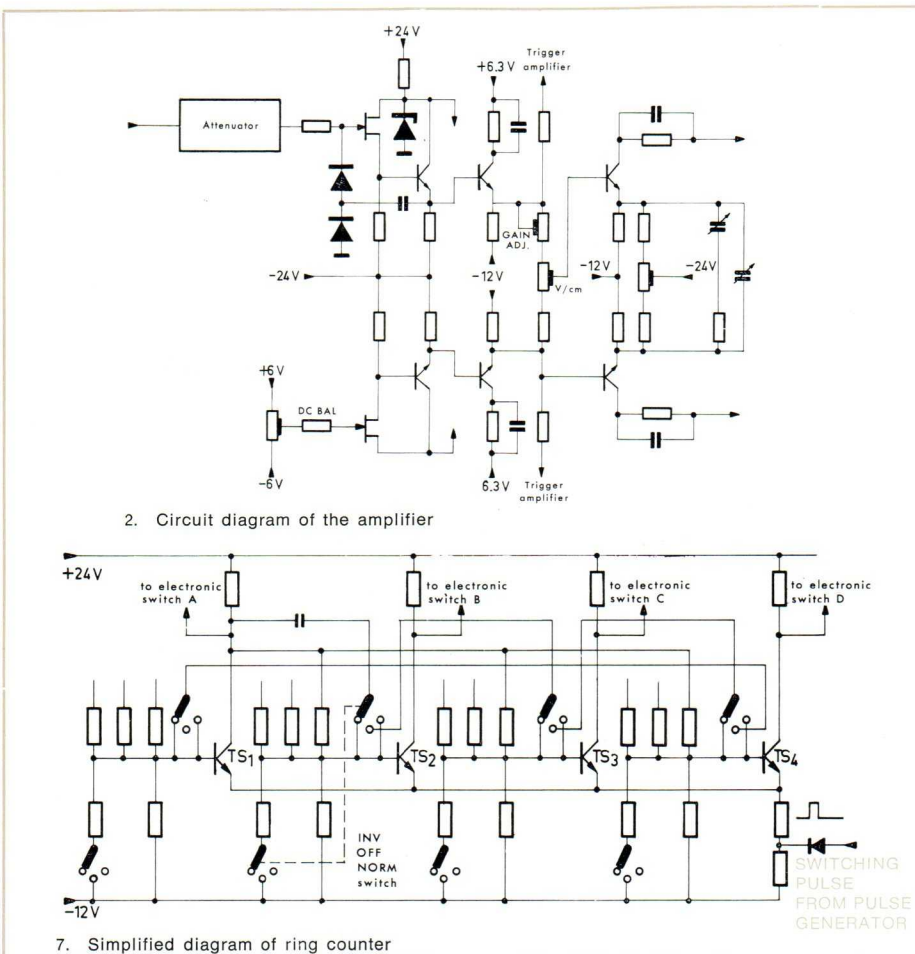 +24V
Trigger
amplifier
+6.3 V
Attenuator
GAIN
ADJ.
-24V
-12V
V/cm
-12V
-24V
+6V
DC BAL
-6V
6.3V
Trigger
amplifier
2. Circuit diagram of the amplifier
+24V
to electronic
switch A
to electronic
switch B
to electronic
switch C
to electronic
switch D
TS1
TS2
TS3
TS4
INV
OFF
NORM
switch
SWITCHING
PULSE
FROM PULSE
GENERATOR
-12V
7. Simplified diagram of ring counter